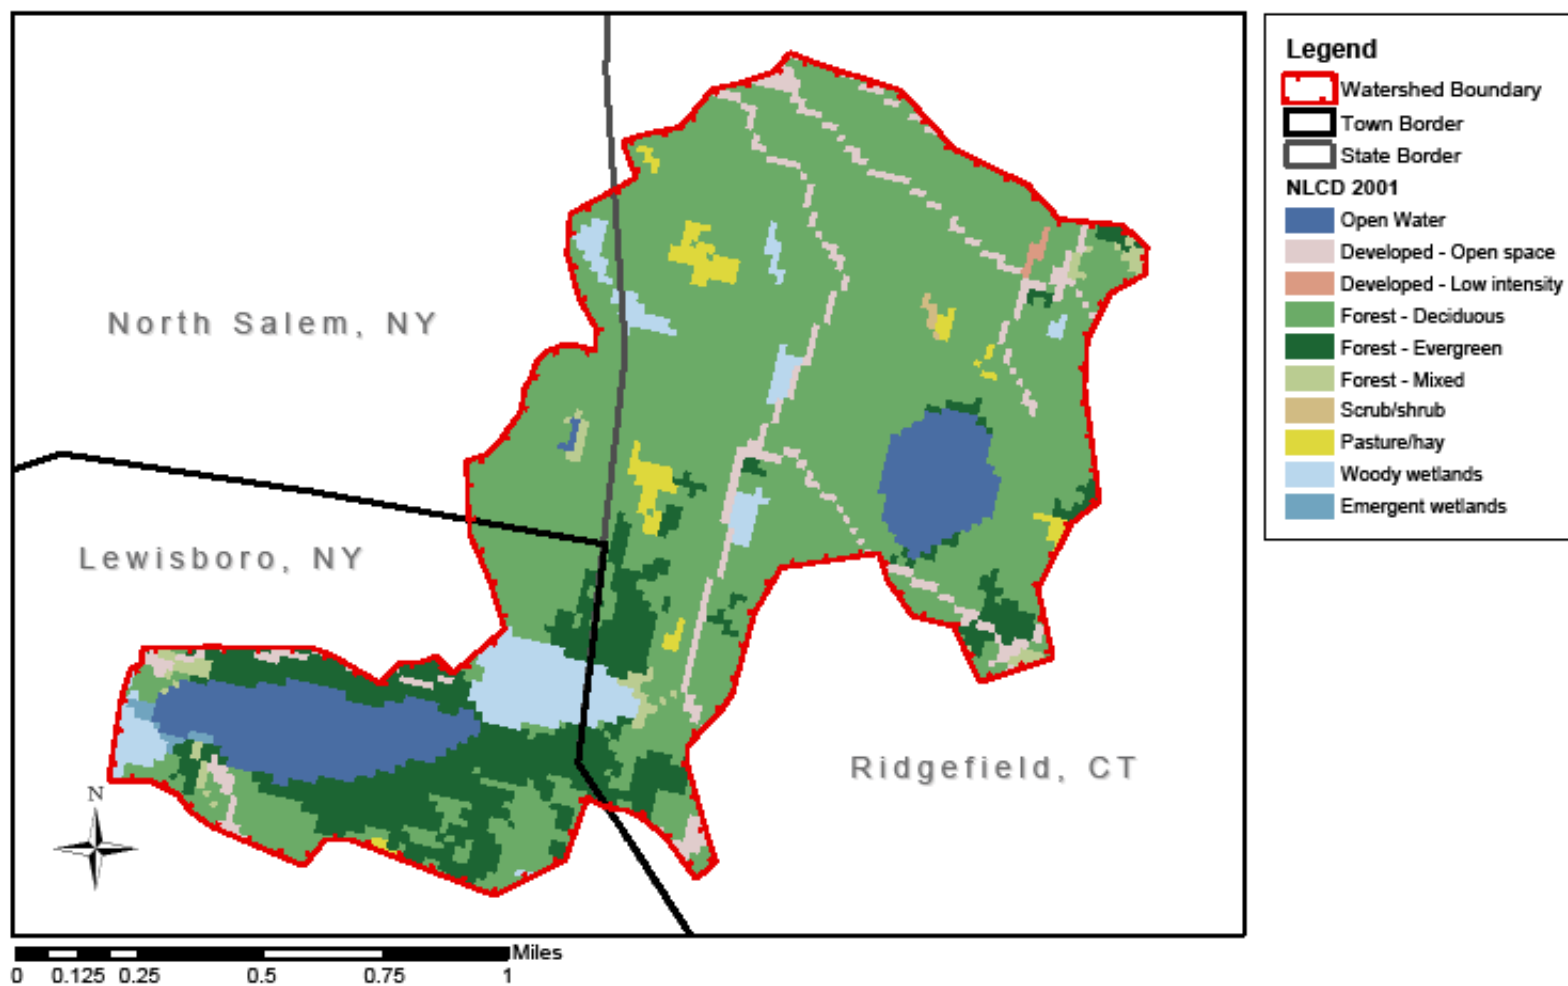 North Salem, NY
Lewisboro, NY
Ridgefield, CT
N
Miles
0 0.125 0.25 0.5 0.75 1
Legend
Watershed Boundary
Town Border
State Border
NLCD 2001
Open Water
Developed - Open space
Developed - Low intensity
Forest - Deciduous
Forest - Evergreen
Forest - Mixed
Scrub/shrub
Pasture/hay
Woody wetlands
Emergent wetlands